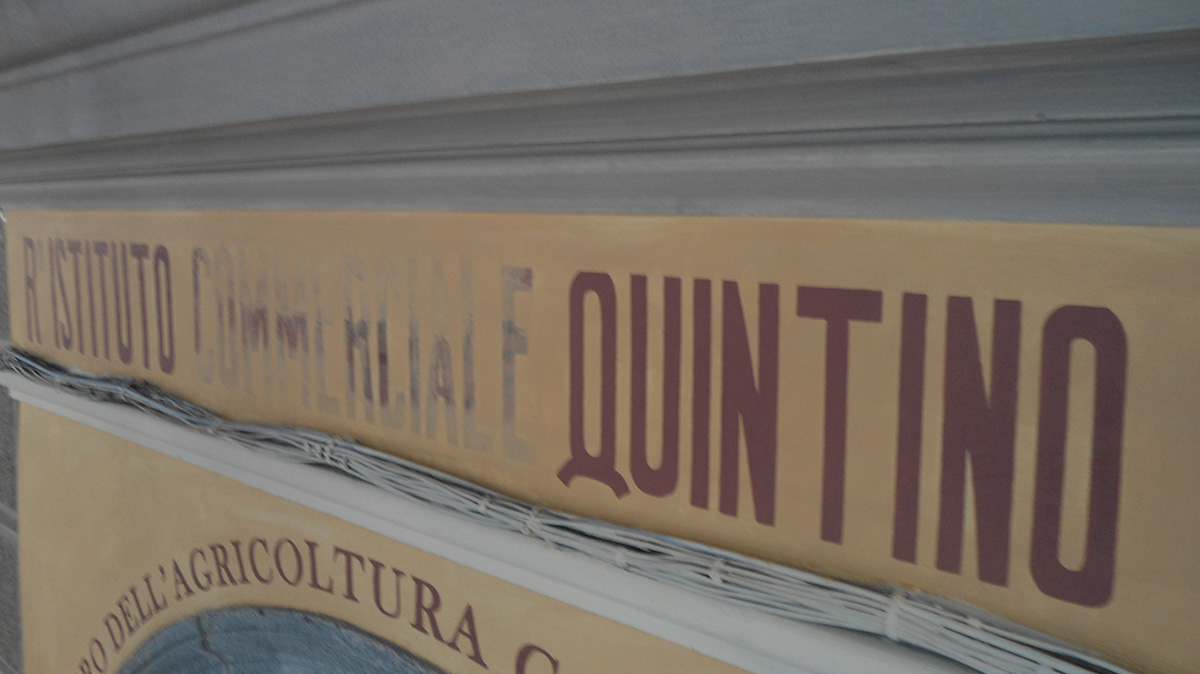 R. ISTITUTO COMMERCIALE QUINTINO
DELL'AGRICOLTURA